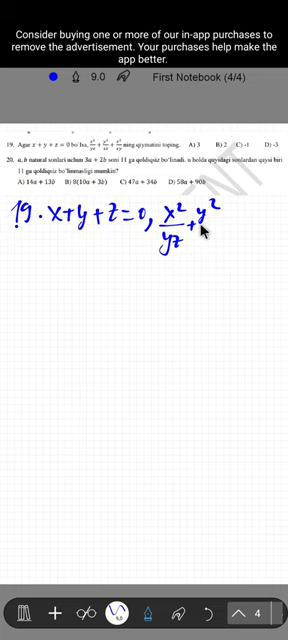 Consider buying one or more of our in-app purchases to
remove the advertisement. Your purchases help make the
app better.
9.0 First Notebook (4/4)
19. Agar x + y + z = 0 bo'lsa, x²/yz + y²/xz + z²/xy ning qiymatini toping. A) 3 B) 2 C) -1 D) -3
20. a, b natural sonlari uchun 3a + 2b soni 11 ga qoldiqsiz bo'linadi. u holda quyidagi sonlardan qaysi biri
11 ga qoldiqsiz bo'linmasligi mumkin?
A) 14a + 13b B) 8(10a + 3b) C) 47a + 34b D) 58a + 90b
19. x+y+z=0, x²/yz + y²
9,0
4